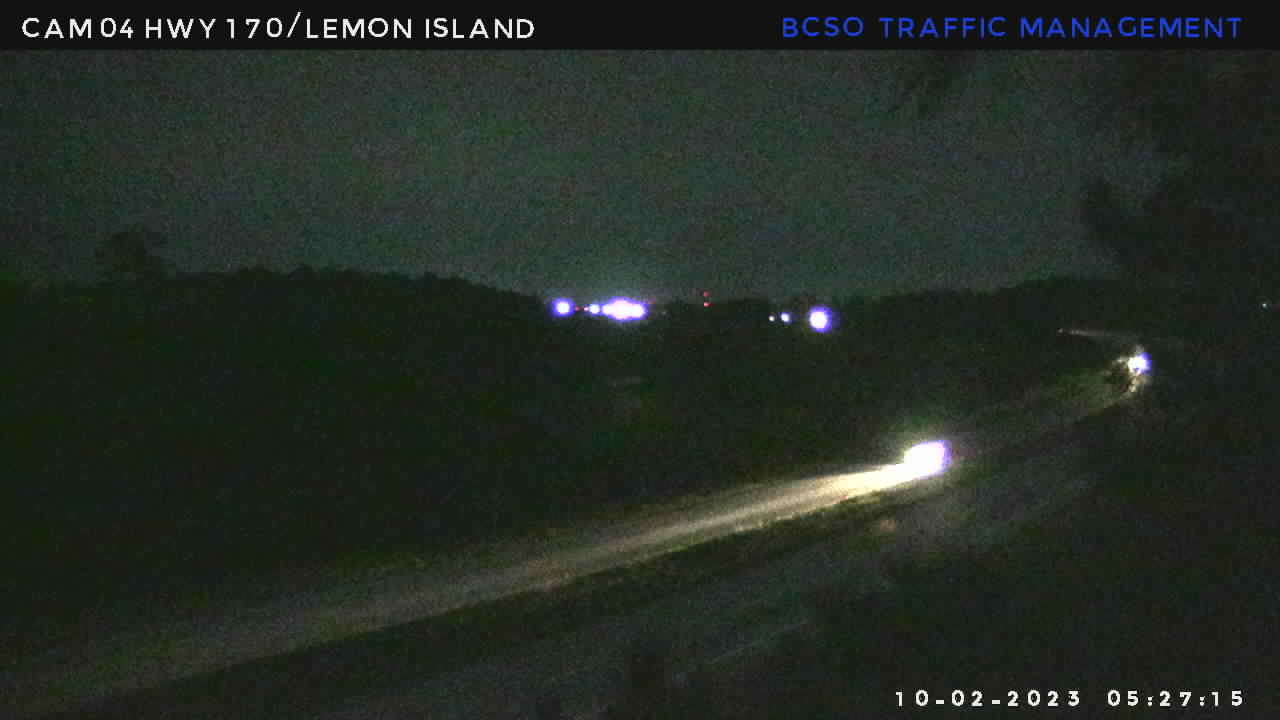 CAM04 HWY 170/LEMON ISLAND
BCSO TRAFFIC MANAGEMENT
10-02-2023 05:27:15